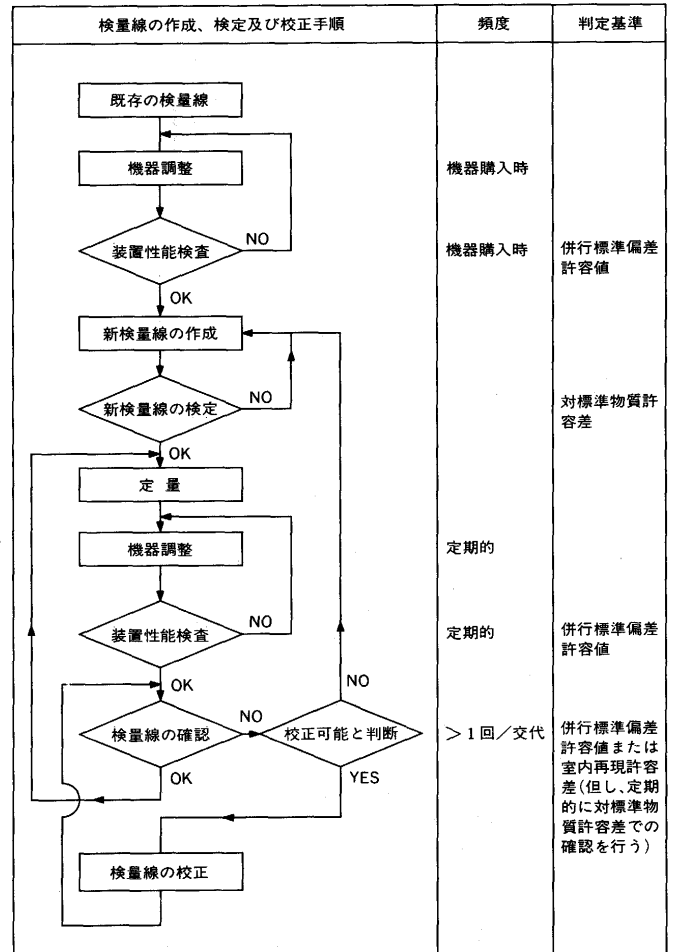 検量線の作成、検定及び校正手順
頻度
判定基準
既存の検量線
機器調整
機器購入時
装置性能検査
NO
機器購入時
併行標準偏差
許容値
OK
新検量線の作成
新検量線の検定
NO
対標準物質許
容差
OK
定 量
機器調整
定期的
装置性能検査
NO
定期的
併行標準偏差
許容値
OK
NO
検量線の確認
NO
校正可能と判断
>1回/交代
併行標準偏差
許容値または
室内再現許容
差(但し、定期
的に対標準物
質許容差での
確認を行う)
OK
YES
検量線の校正